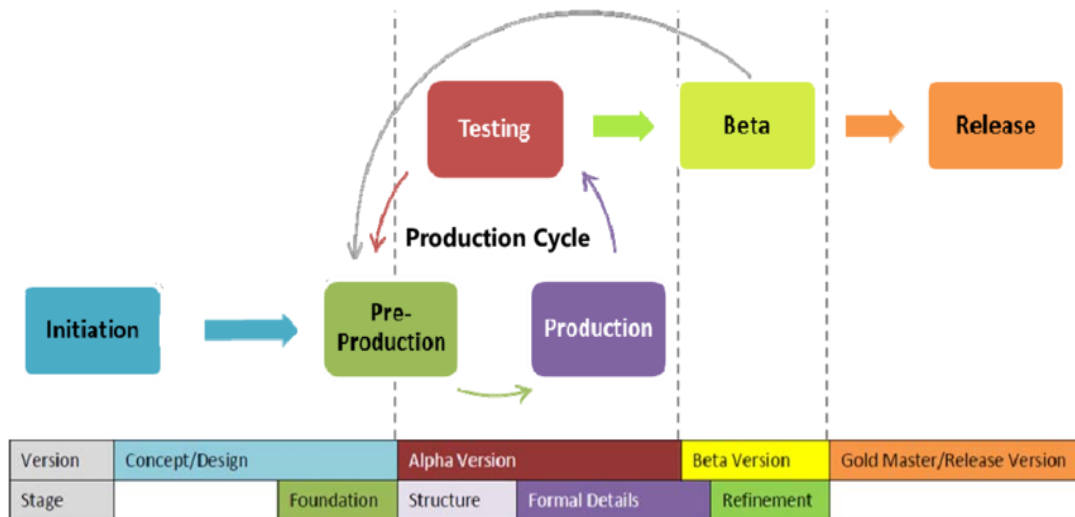 Testing
Beta
Release
Production Cycle
Initiation
Pre-
Production
Production
Version
Concept/Design
Alpha Version
Beta Version
Gold Master/Release Version
Stage
Foundation
Structure
Formal Details
Refinement